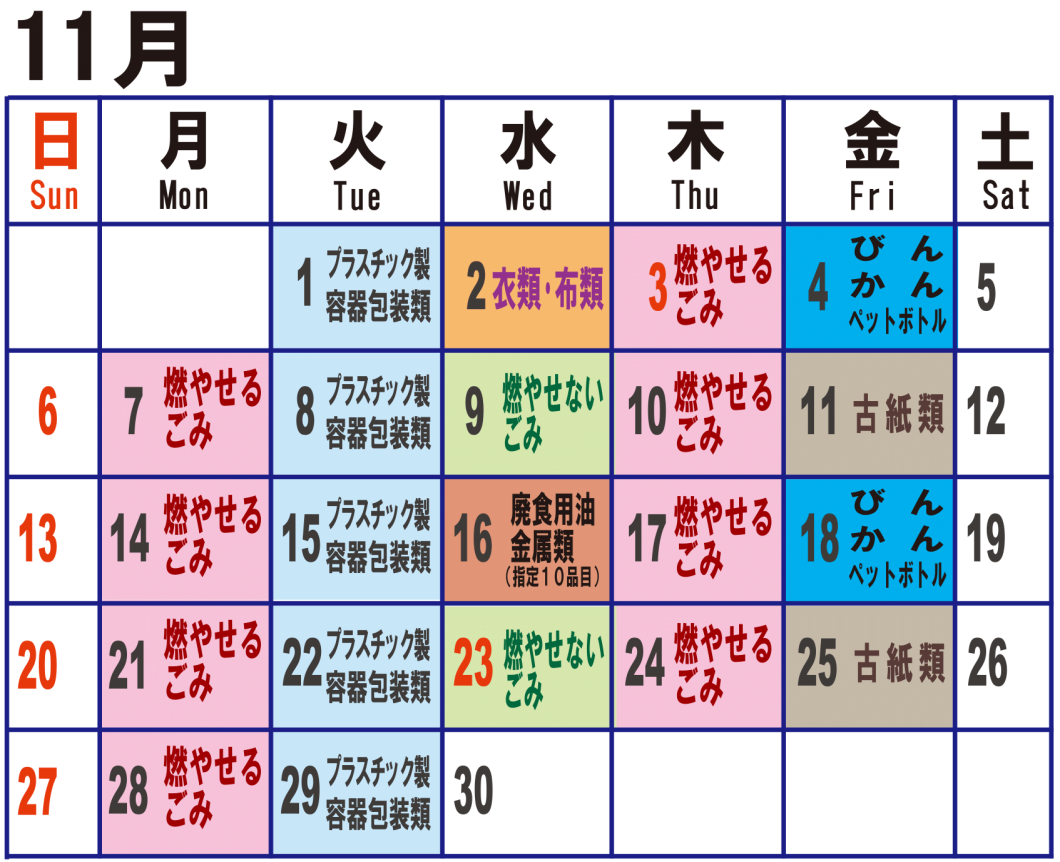 11月
日 月 火 水 木 金 土
Sun Mon Tue Wed Thu Fri Sat
1 プラスチック製
容器包装類
2 衣類・布類
3 燃やせる
ごみ
4 びん
かん
ペットボトル
5
6
7 燃やせる
ごみ
8 プラスチック製
容器包装類
9 燃やせない
ごみ
10 燃やせる
ごみ
11 古紙類
12
13
14 燃やせる
ごみ
15 プラスチック製
容器包装類
16 廃食用油
金属類
(指定10品目)
17 燃やせる
ごみ
18 びん
かん
ペットボトル
19
20
21 燃やせる
ごみ
22 プラスチック製
容器包装類
23 燃やせない
ごみ
24 燃やせる
ごみ
25 古紙類
26
27
28 燃やせる
ごみ
29 プラスチック製
容器包装類
30